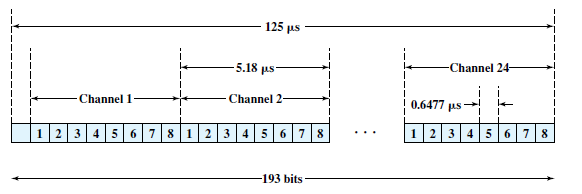 125 μs
5.18 μs Channel 24
Channel 1 Channel 2 0.6477 μs
1 2 3 4 5 6 7 8 1 2 3 4 5 6 7 8 . . . 1 2 3 4 5 6 7 8
193 bits